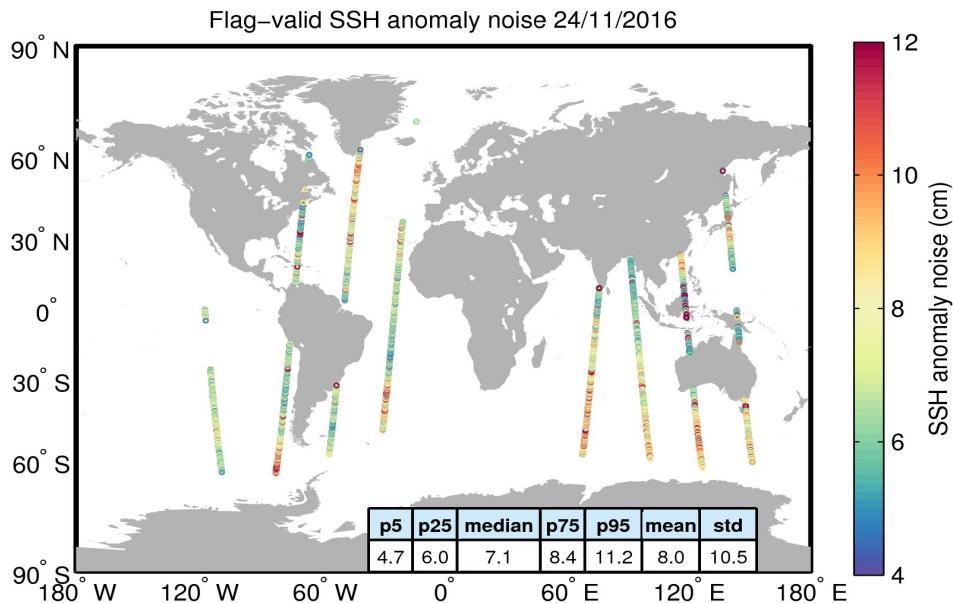 Flag−valid SSH anomaly noise 24/11/2016
90° N
60° N
30° N
0°
30° S
60° S
90° S
180° W
120° W
60° W
0°
60° E
120° E
180° E
p5 p25 median p75 p95 mean std
4.7 6.0 7.1 8.4 11.2 8.0 10.5
12
10
8
6
4
SSH anomaly noise (cm)